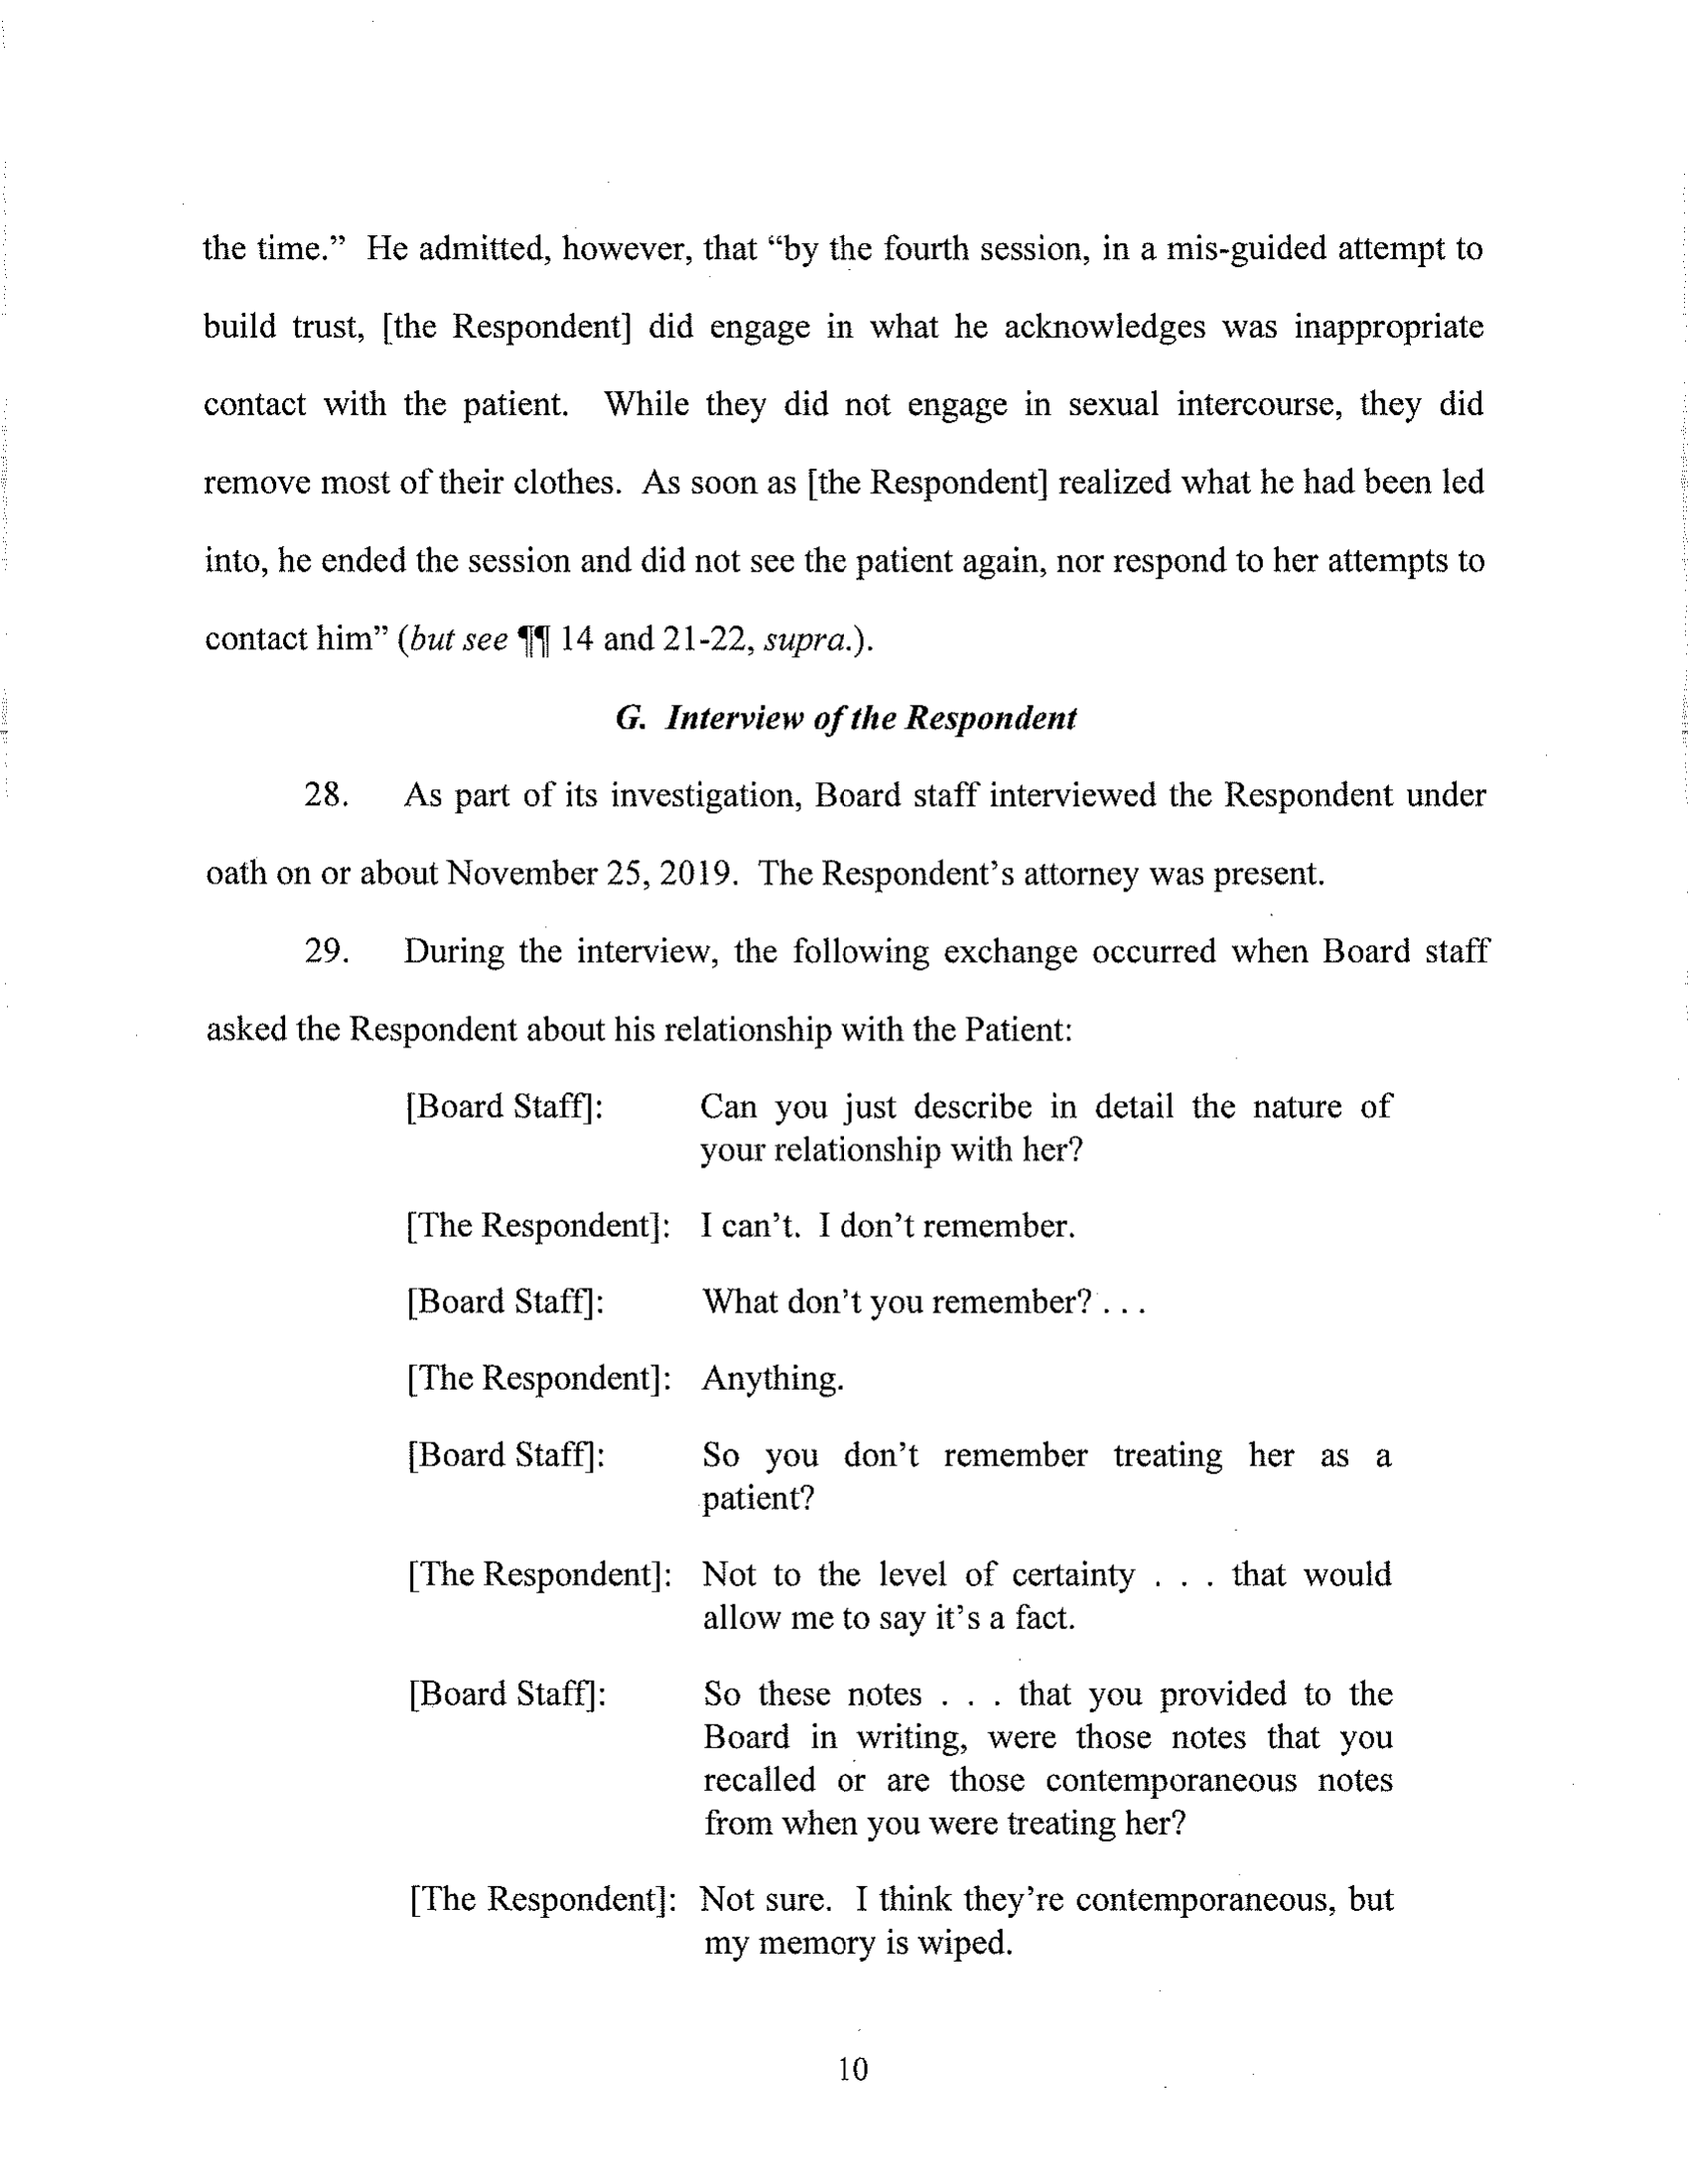 the time.” He admitted, however, that “by the fourth session, in a mis-guided attempt to
build trust, [the Respondent] did engage in what he acknowledges was inappropriate
contact with the patient. While they did not engage in sexual intercourse, they did
remove most of their clothes. As soon as [the Respondent] realized what he had been led
into, he ended the session and did not see the patient again, nor respond to her attempts to
contact him” (but see ¶¶ 14 and 21-22, supra.).
G. Interview of the Respondent
28. As part of its investigation, Board staff interviewed the Respondent under
oath on or about November 25, 2019. The Respondent’s attorney was present.
29. During the interview, the following exchange occurred when Board staff
asked the Respondent about his relationship with the Patient:
[Board Staff]: Can you just describe in detail the nature of
your relationship with her?
[The Respondent]: I can’t. I don’t remember.
[Board Staff]: What don’t you remember? . . .
[The Respondent]: Anything.
[Board Staff]: So you don’t remember treating her as a
patient?
[The Respondent]: Not to the level of certainty . . . that would
allow me to say it’s a fact.
[Board Staff]: So these notes . . . that you provided to the
Board in writing, were those notes that you
recalled or are those contemporaneous notes
from when you were treating her?
[The Respondent]: Not sure. I think they’re contemporaneous, but
my memory is wiped.
10